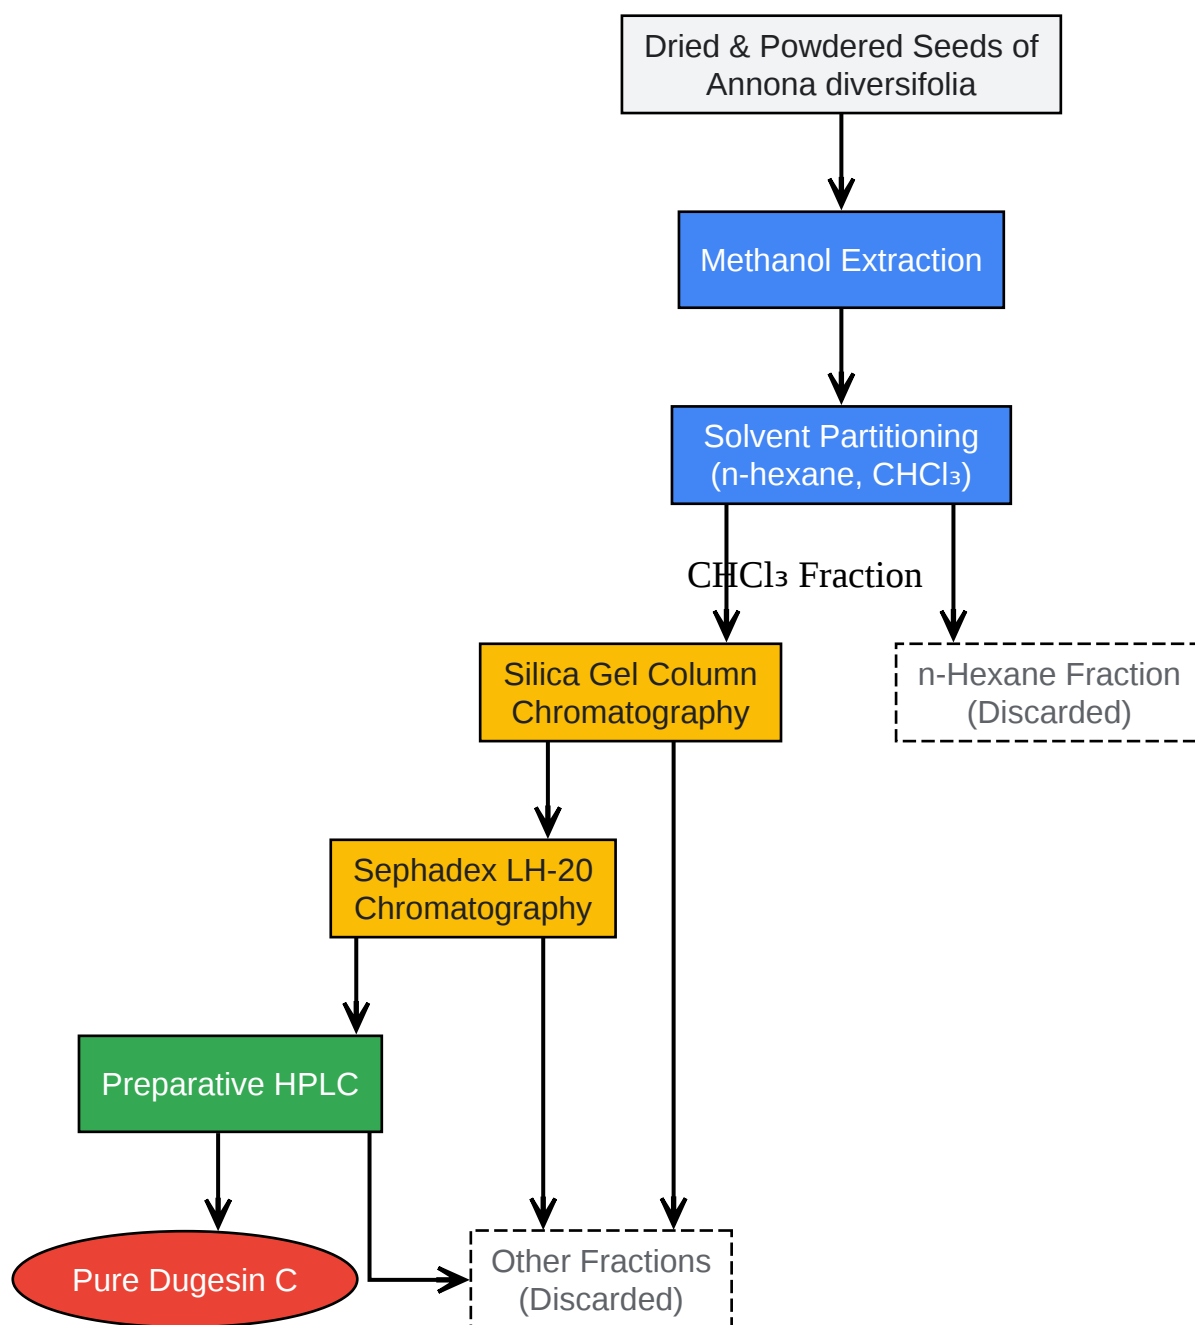 Dried & Powdered Seeds of
Annona diversifolia
Methanol Extraction
Solvent Partitioning
(n-hexane, CHCl₃)
CHCl₃ Fraction
Silica Gel Column
Chromatography
n-Hexane Fraction
(Discarded)
Sephadex LH-20
Chromatography
Preparative HPLC
Pure Dugesin C
Other Fractions
(Discarded)